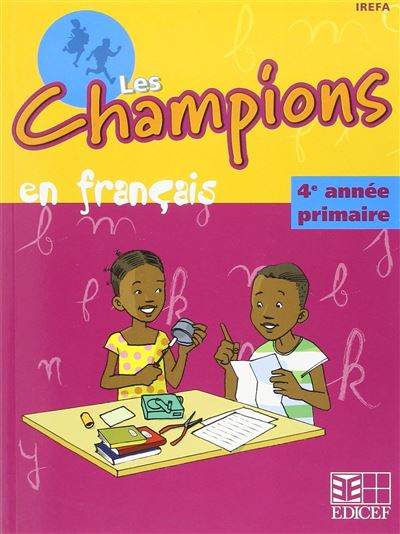 IREFA
Les
Champions
en français
4e année
primaire
b
m
m
b
k
k
y
EDICEF